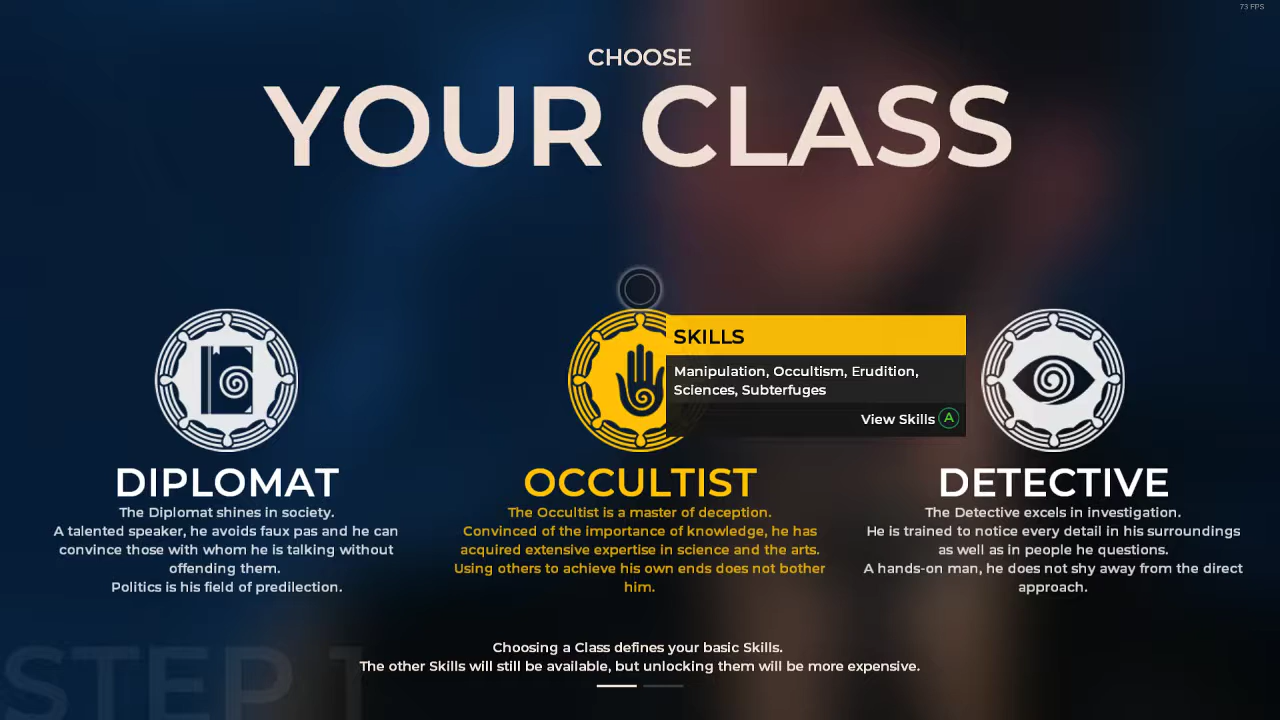 73 FPS
CHOOSE
YOUR CLASS
SKILLS
Manipulation, Occultism, Erudition,
Sciences, Subterfuges
View Skills A
DIPLOMAT
The Diplomat shines in society.
A talented speaker, he avoids faux pas and he can
convince those with whom he is talking without
offending them.
Politics is his field of predilection.
OCCULTIST
The Occultist is a master of deception.
Convinced of the importance of knowledge, he has
acquired extensive expertise in science and the arts.
Using others to achieve his own ends does not bother
him.
DETECTIVE
The Detective excels in investigation.
He is trained to notice every detail in his surroundings
as well as in people he questions.
A hands-on man, he does not shy away from the direct
approach.
Choosing a Class defines your basic Skills.
The other Skills will still be available, but unlocking them will be more expensive.
STEP 1